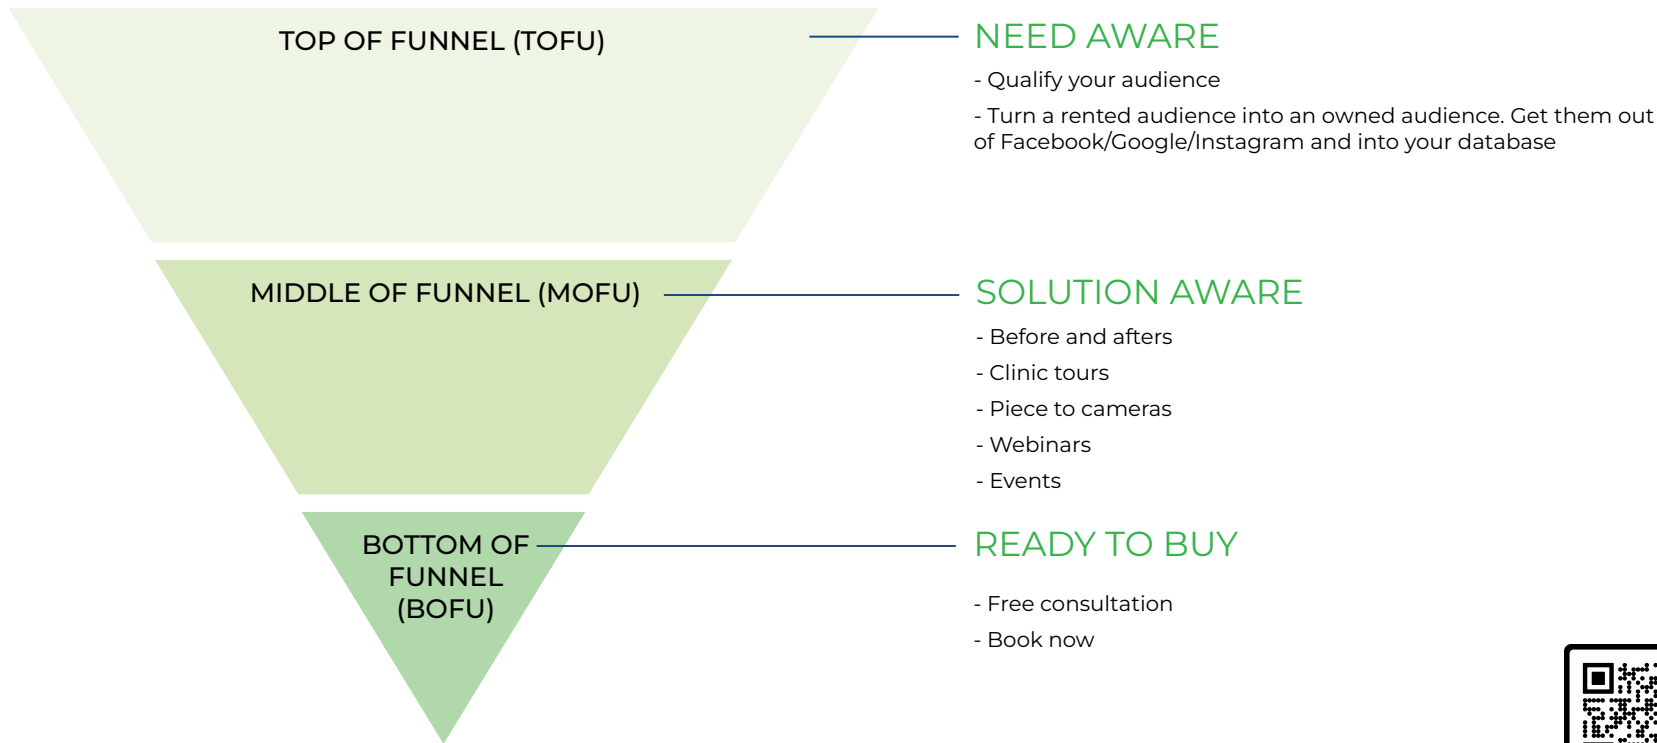 TOP OF FUNNEL (TOFU)
NEED AWARE
- Qualify your audience
- Turn a rented audience into an owned audience. Get them out
of Facebook/Google/Instagram and into your database
MIDDLE OF FUNNEL (MOFU)
SOLUTION AWARE
- Before and afters
- Clinic tours
- Piece to cameras
- Webinars
- Events
BOTTOM OF
FUNNEL
(BOFU)
READY TO BUY
- Free consultation
- Book now